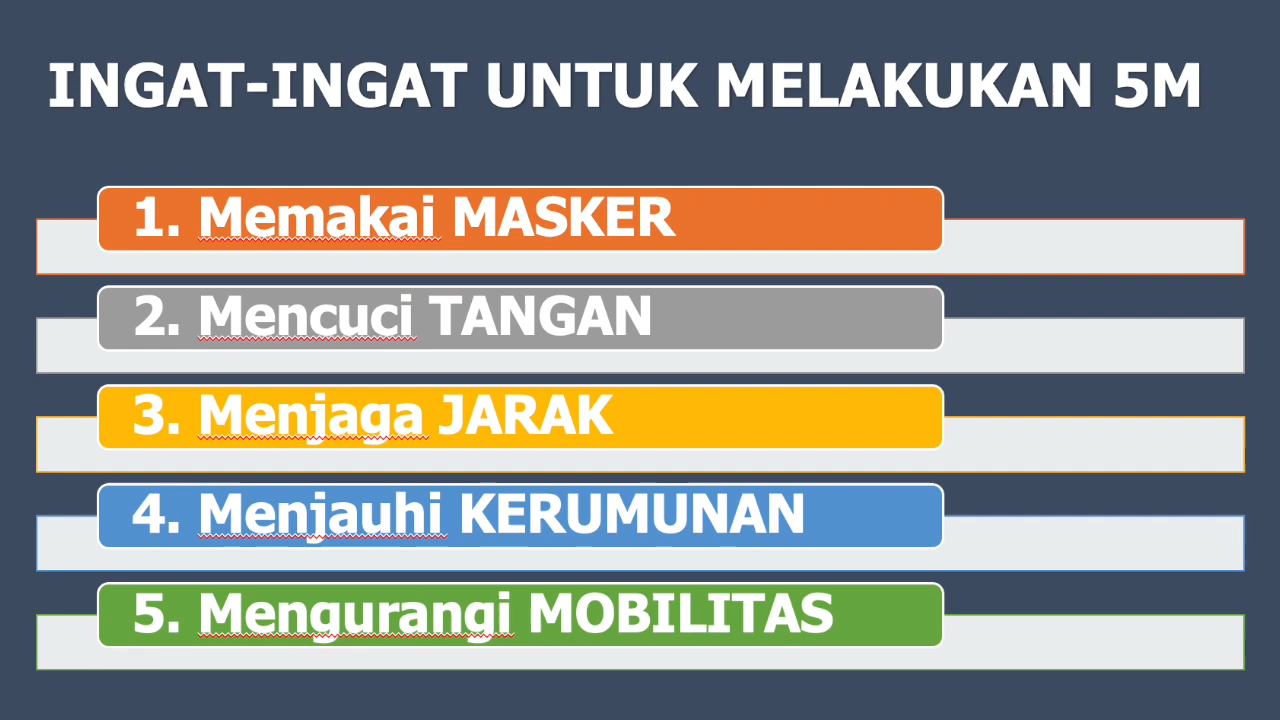 INGAT-INGAT UNTUK MELAKUKAN 5M
1. Memakai MASKER
2. Mencuci TANGAN
3. Menjaga JARAK
4. Menjauhi KERUMUNAN
5. Mengurangi MOBILITAS